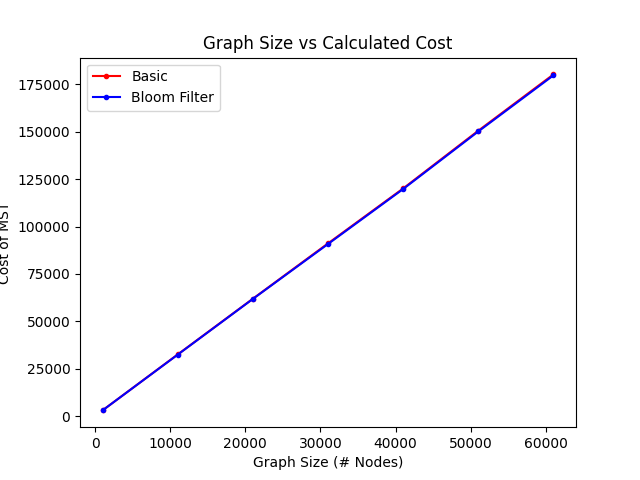 Graph Size vs Calculated Cost
Basic
Bloom Filter
175000
150000
125000
100000
75000
50000
25000
0
Cost of MST
0 10000 20000 30000 40000 50000 60000
Graph Size (# Nodes)